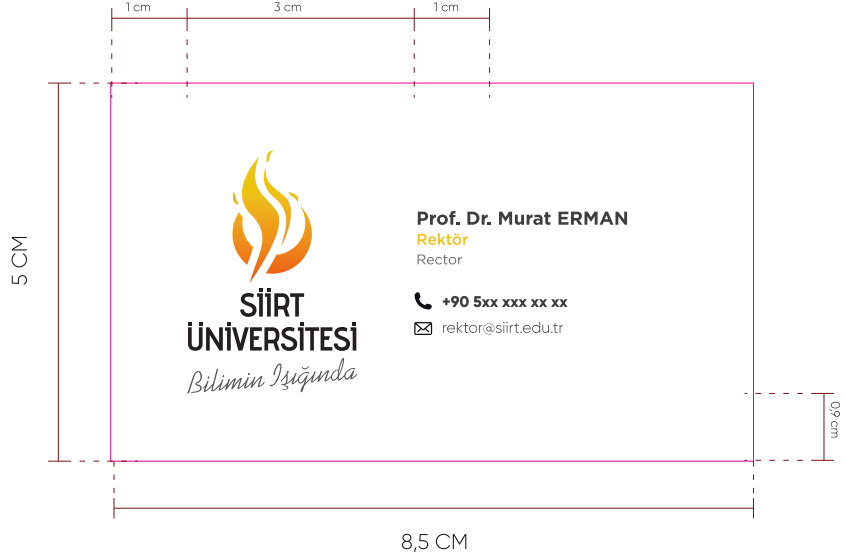 1 cm
3 cm
1 cm
5 CM
SİİRT
ÜNİVERSİTESİ
Bilimin Işığında
Prof. Dr. Murat ERMAN
Rektör
Rector
+90 5xx xxx xx xx
rektor@siirt.edu.tr
0,9 cm
8,5 CM